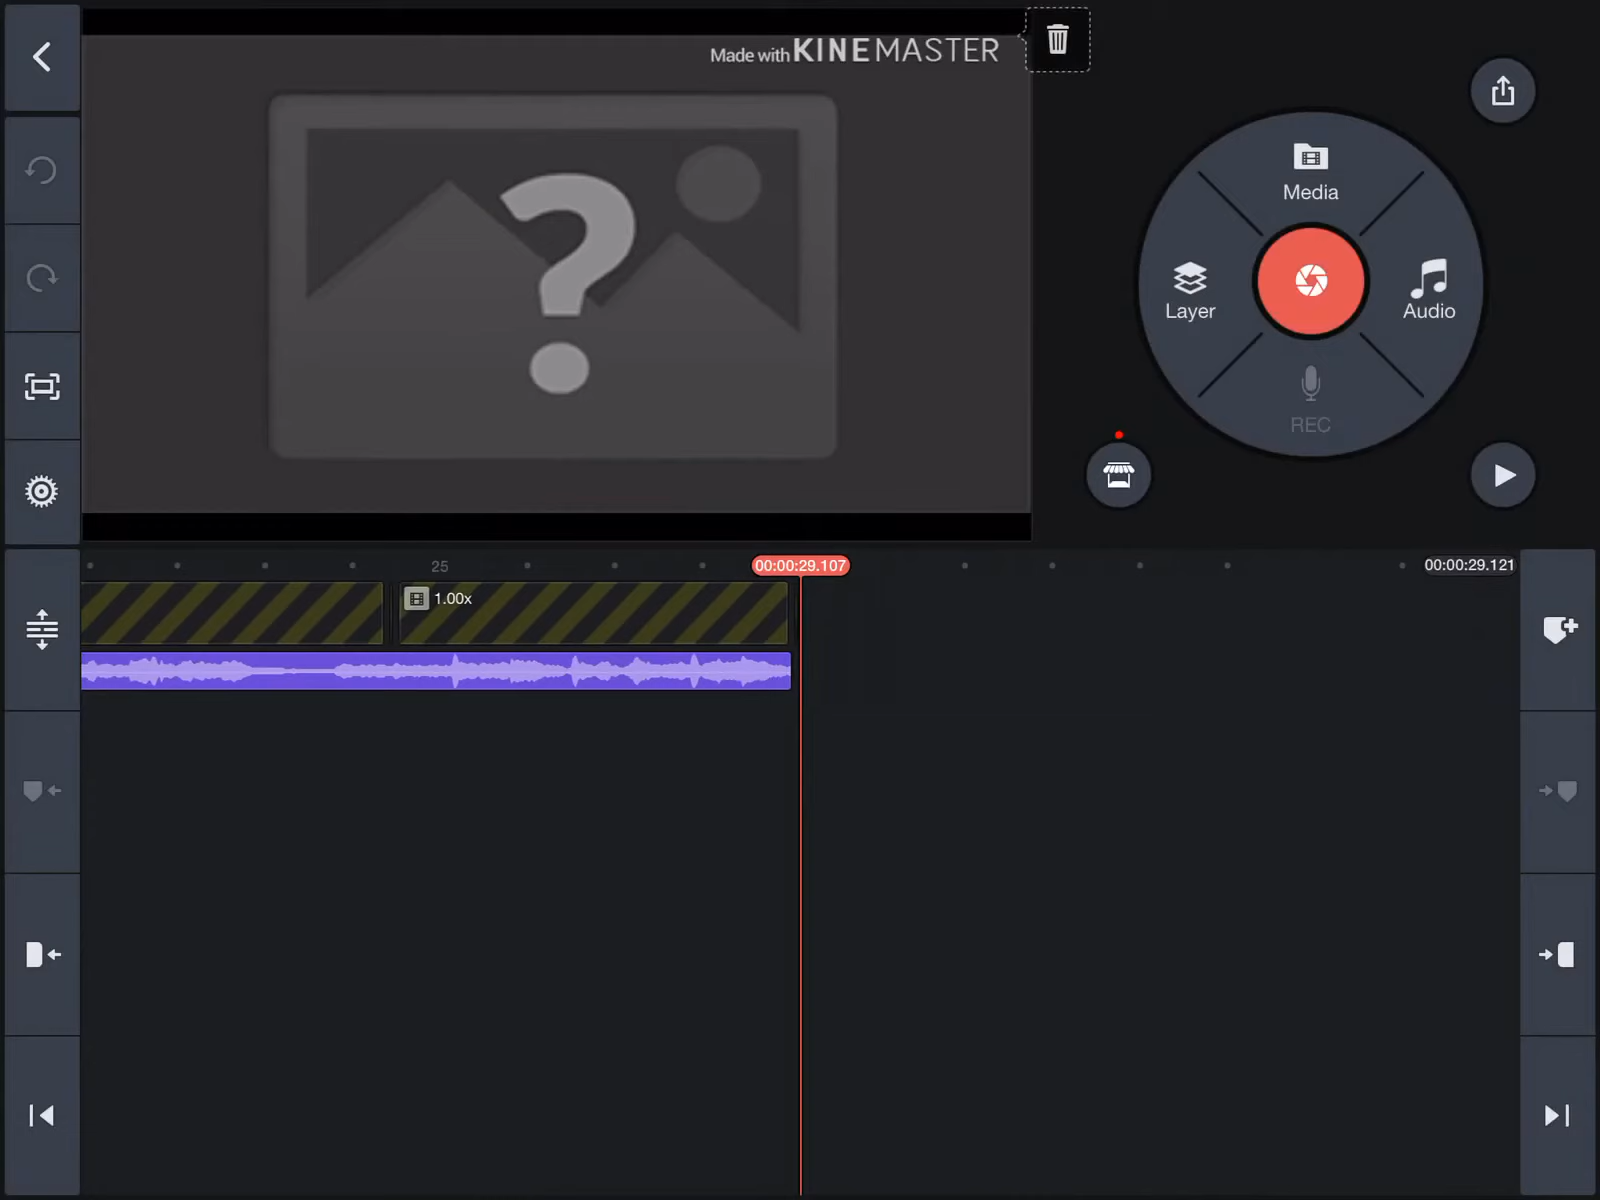 Made with KINEMASTER
Media
Layer
Audio
REC
25
00:00:29.107
00:00:29.121
1.00x